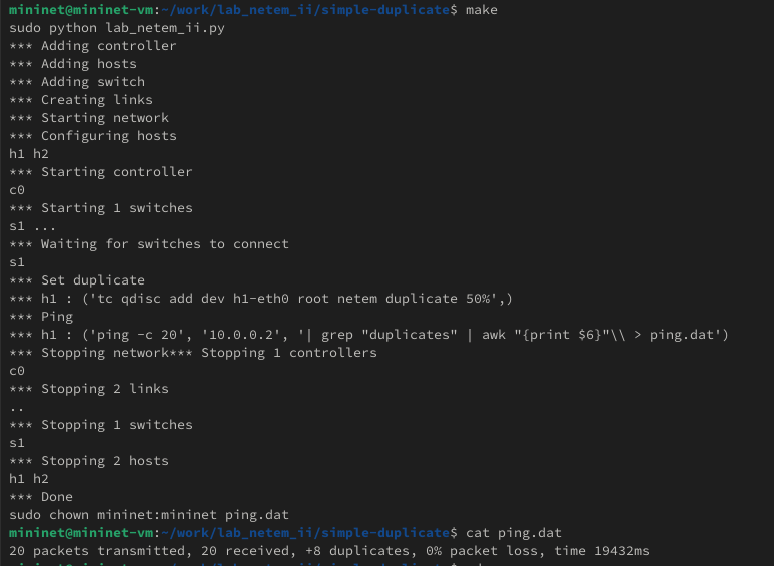 mininet@mininet-vm:~/work/lab_netem_ii/simple-duplicate$ make
sudo python lab_netem_ii.py
*** Adding controller
*** Adding hosts
*** Adding switch
*** Creating links
*** Starting network
*** Configuring hosts
h1 h2
*** Starting controller
c0
*** Starting 1 switches
s1 ...
*** Waiting for switches to connect
s1
*** Set duplicate
*** h1 : ('tc qdisc add dev h1-eth0 root netem duplicate 50%',)
*** Ping
*** h1 : ('ping -c 20', '10.0.0.2', '| grep "duplicates" | awk "{print $6}"\\ > ping.dat')
*** Stopping network*** Stopping 1 controllers
c0
*** Stopping 2 links
..
*** Stopping 1 switches
s1
*** Stopping 2 hosts
h1 h2
*** Done
sudo chown mininet:mininet ping.dat
mininet@mininet-vm:~/work/lab_netem_ii/simple-duplicate$ cat ping.dat
20 packets transmitted, 20 received, +8 duplicates, 0% packet loss, time 19432ms